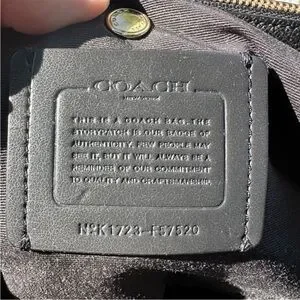 COACH
NEW YORK
THIS IS A COACH BAG. THE
STORYPATCH IS OUR BADGE OF
AUTHENTICITY. FEW PEOPLE MAY
SEE IT, BUT IT WILL ALWAYS BE A
REMINDER OF OUR COMMITMENT
TO QUALITY AND CRAFTSMANSHIP.
NºK1723-F57520